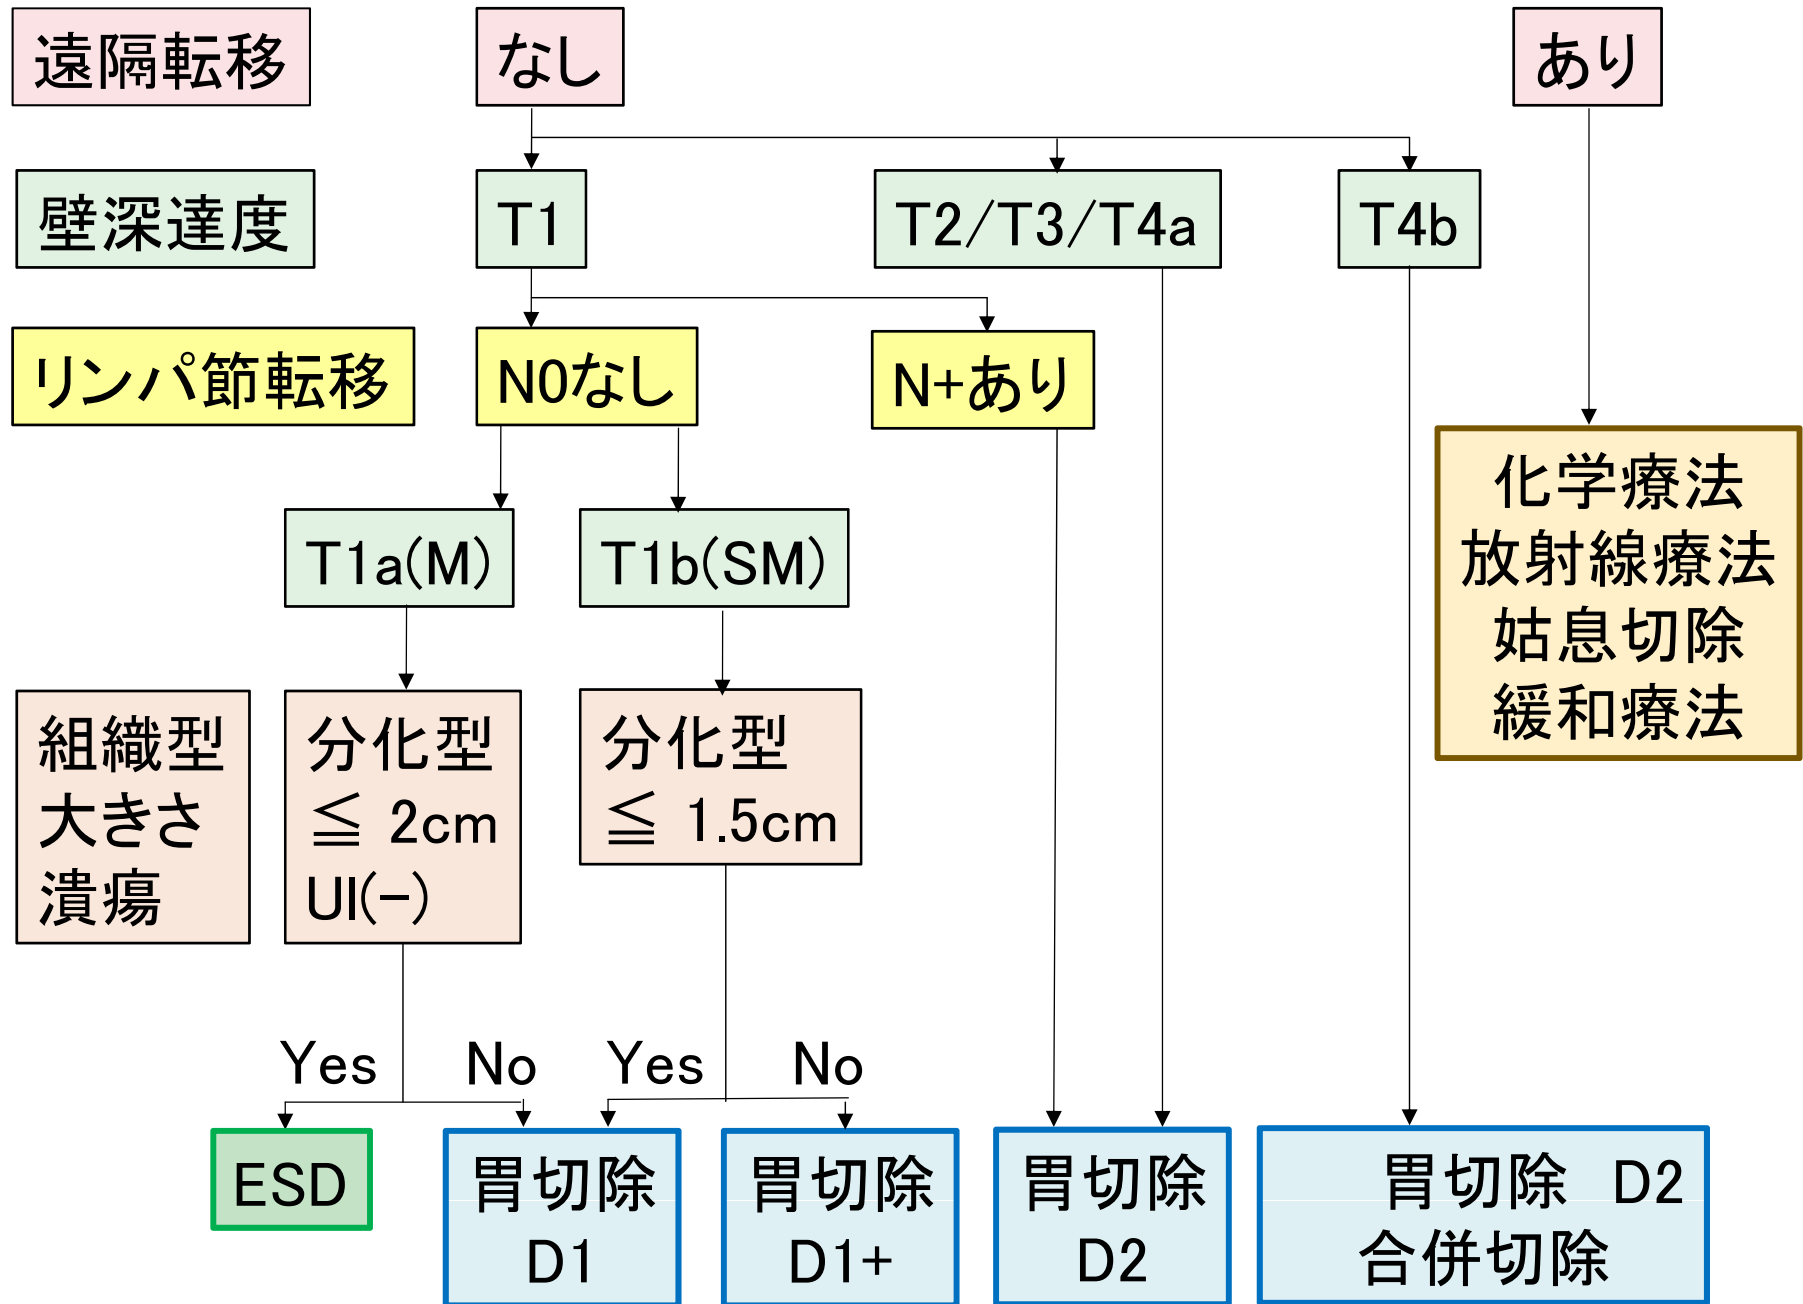 遠隔転移
なし
あり
壁深達度
T1
T2/T3/T4a
T4b
リンパ節転移
N0なし
N+あり
化学療法
放射線療法
姑息切除
緩和療法
T1a(M)
T1b(SM)
組織型
大きさ
潰瘍
分化型
≦ 2cm
Ul(-)
分化型
≦ 1.5cm
Yes
No
Yes
No
ESD
胃切除
D1
胃切除
D1+
胃切除
D2
胃切除 D2
合併切除